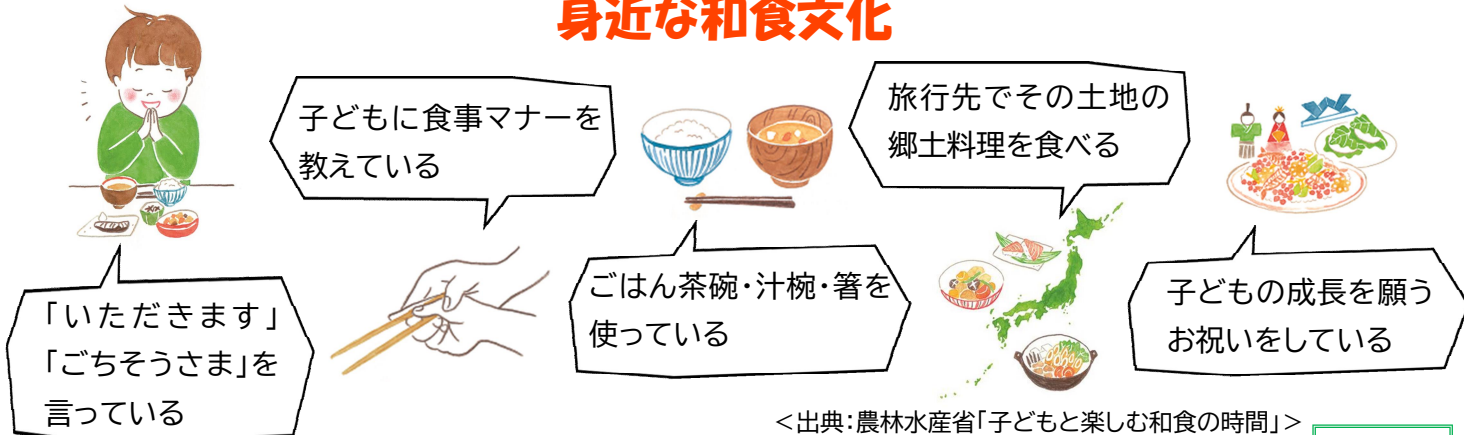 身近な和食文化
「いただきます」
「ごちそうさま」を
言っている
子どもに食事マナーを
教えている
ごはん茶碗・汁椀・箸を
使っている
旅行先でその土地の
郷土料理を食べる
子どもの成長を願う
お祝いをしている
＜出典：農林水産省「子どもと楽しむ和食の時間」＞